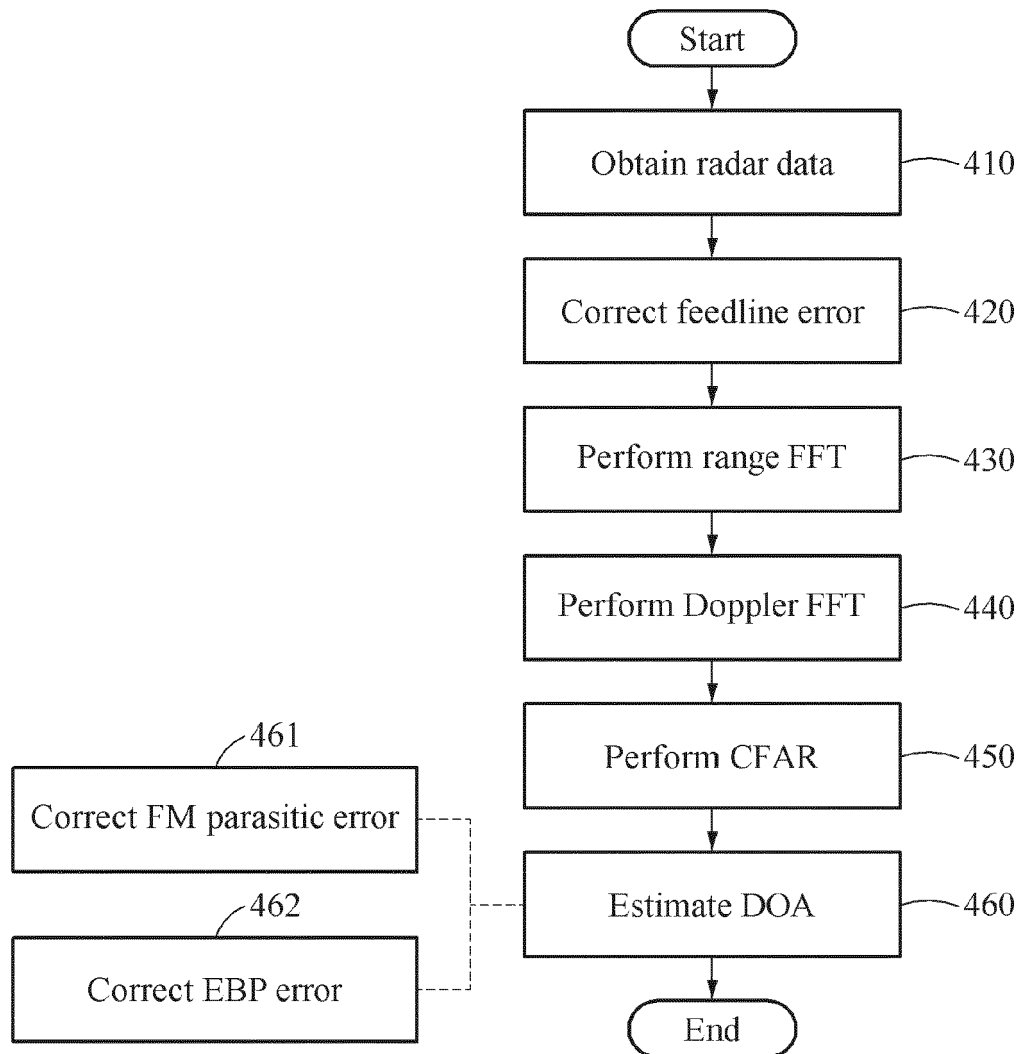 Start
Obtain radar data
410
Correct feedline error
420
Perform range FFT
430
Perform Doppler FFT
440
Perform CFAR
450
461
Correct FM parasitic error
Estimate DOA
460
462
Correct EBP error
End